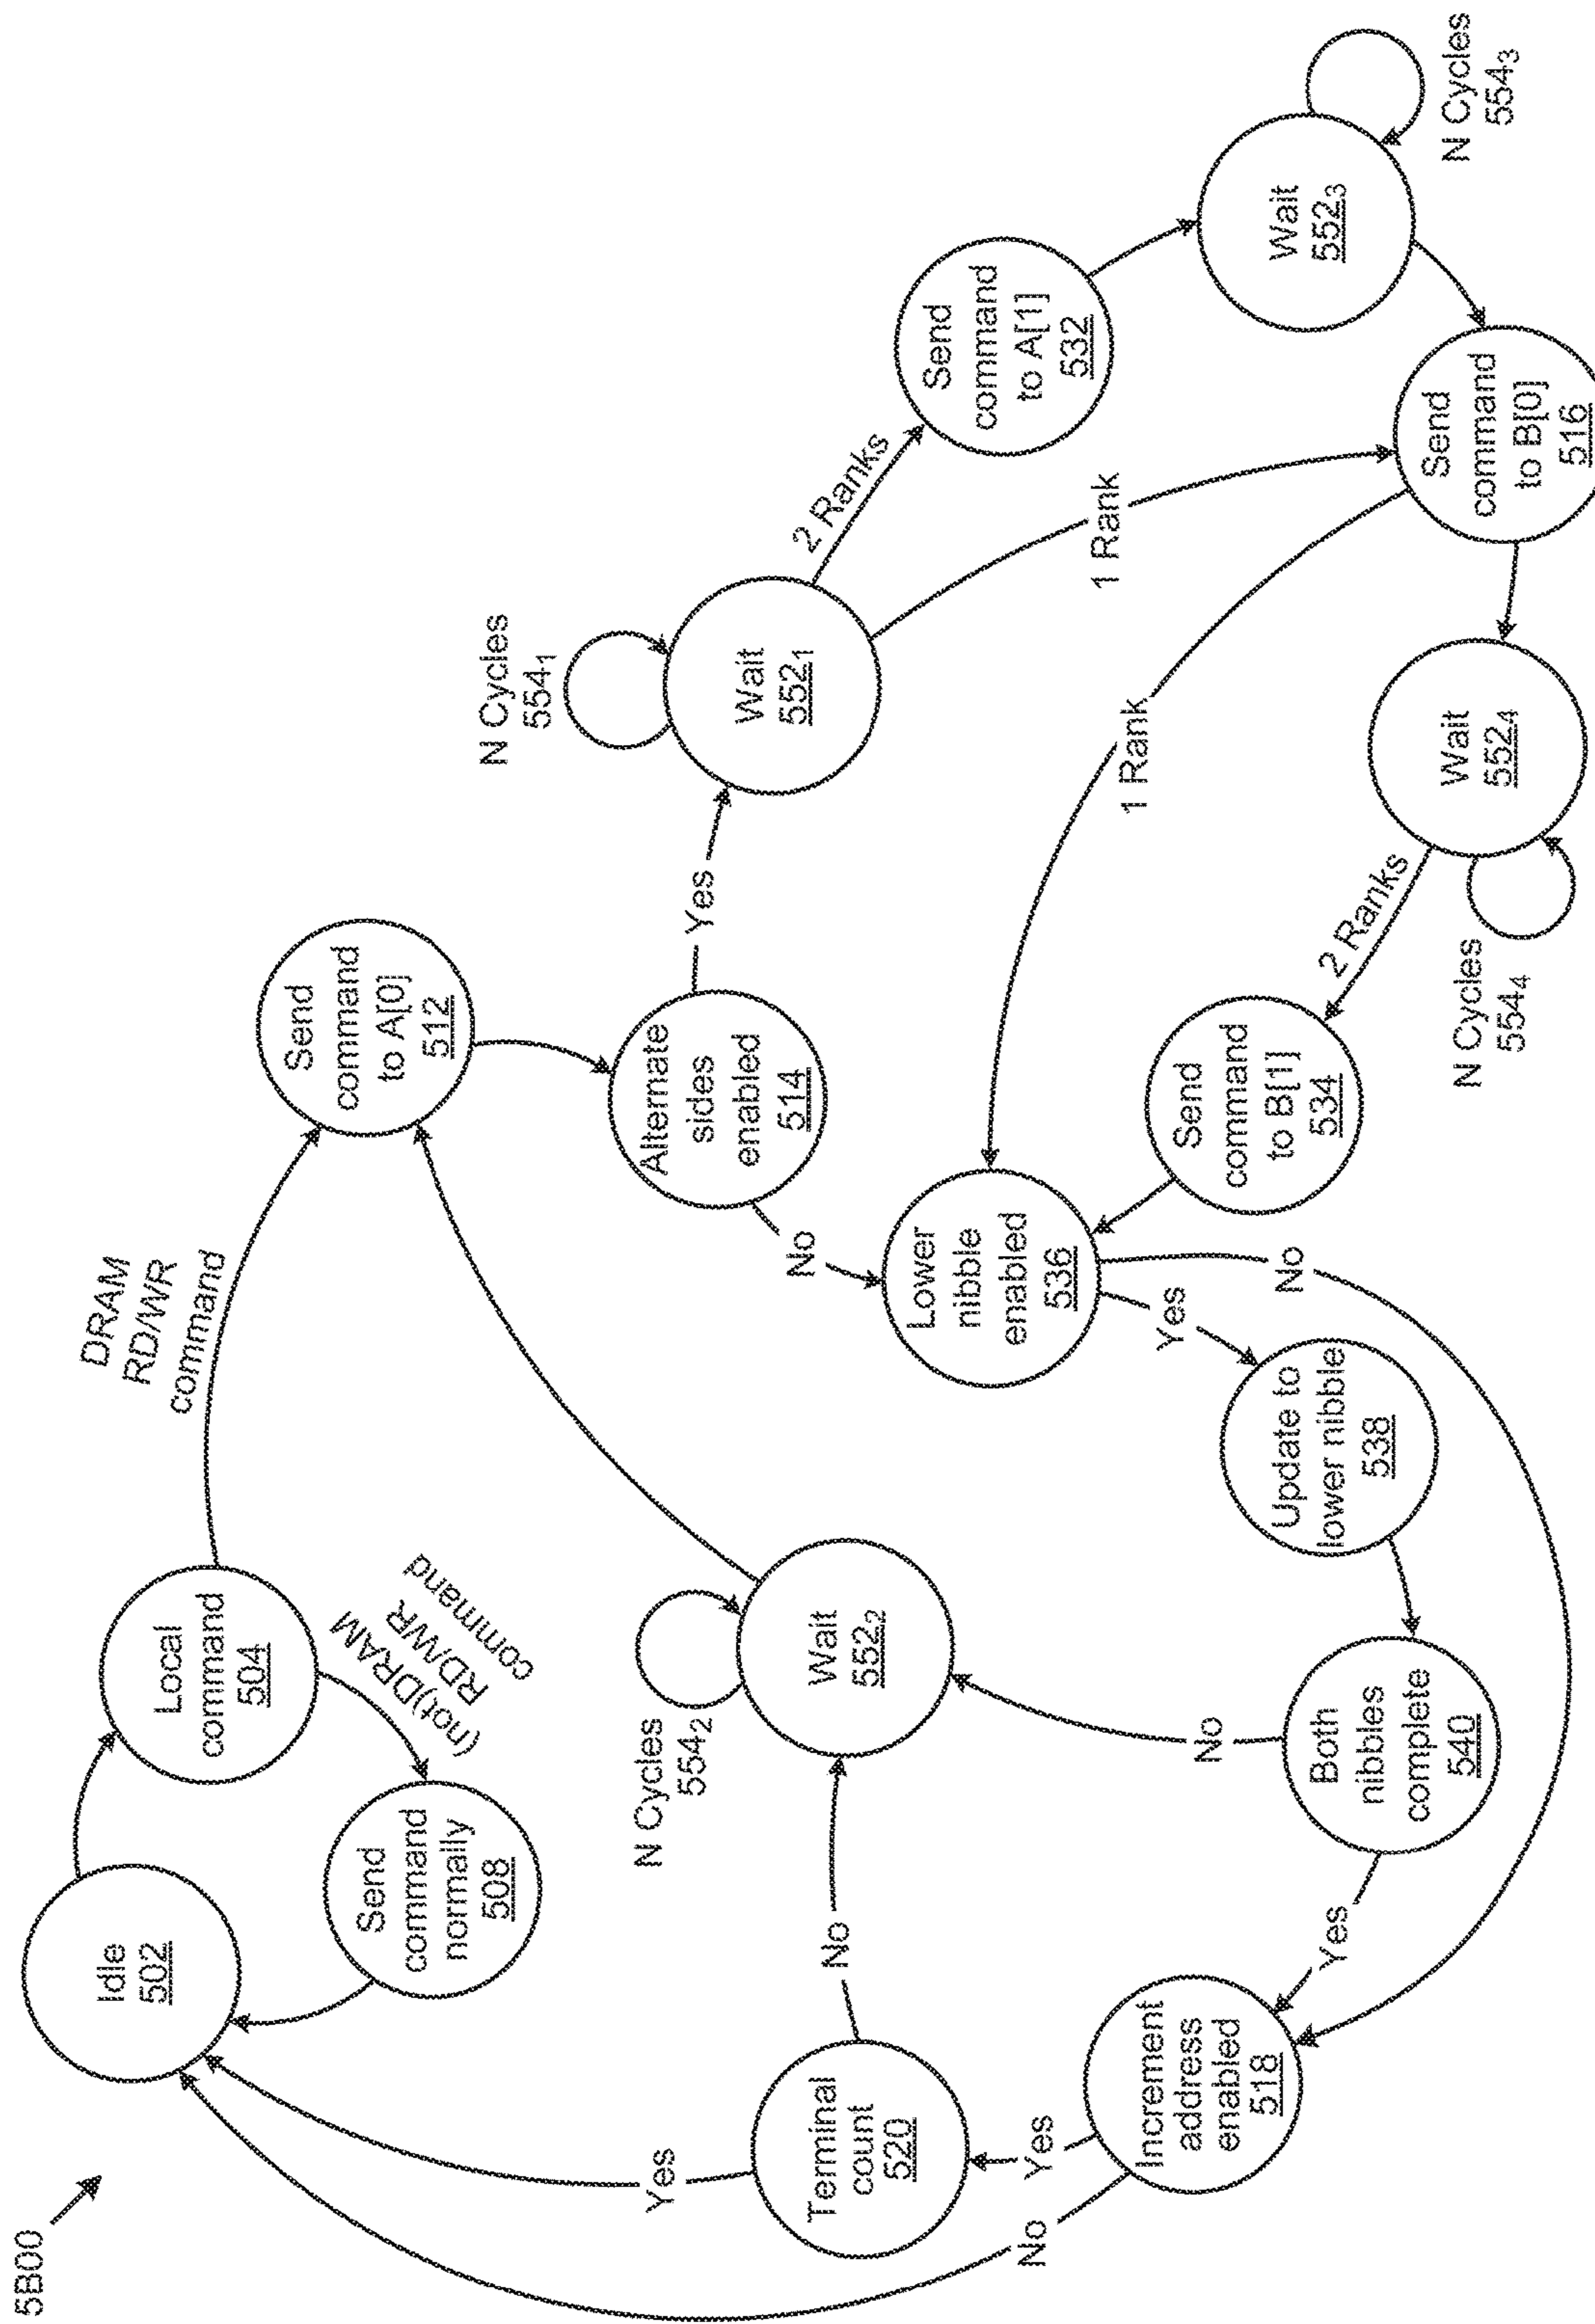 5B00
Idle
502
Local
command
504
Send
command
normally
508
(not)DRAM
RD/WR
command
DRAM
RD/WR
command
Send
command
to A[0]
512
Alternate
sides
enabled
514
Yes
No
N Cycles
554₁
Wait
552₁
2 Ranks
1 Rank
Send
command
to A[1]
532
Wait
552₃
N Cycles
554₃
Send
command
to B[0]
516
1 Rank
Wait
552₄
N Cycles
554₄
2 Ranks
Send
command
to B[1]
534
Lower
nibble
enabled
536
Yes
No
Update to
lower nibble
538
Both
nibbles
complete
540
No
Yes
N Cycles
554₂
Wait
552₂
Increment
address
enabled
518
Yes
No
Terminal
count
520
No
Yes